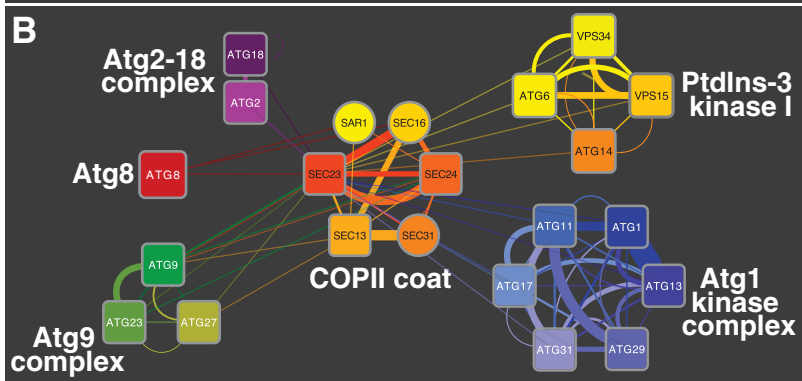 B
Atg2-18
complex
ATG18
ATG2
Atg8
ATG8
SAR1
SEC16
SEC23
SEC24
SEC13
SEC31
COPII coat
VPS34
ATG6
VPS15
ATG14
PtdIns-3
kinase I
ATG9
ATG23
ATG27
Atg9
complex
ATG11
ATG1
ATG17
ATG13
ATG31
ATG29
Atg1
kinase
complex